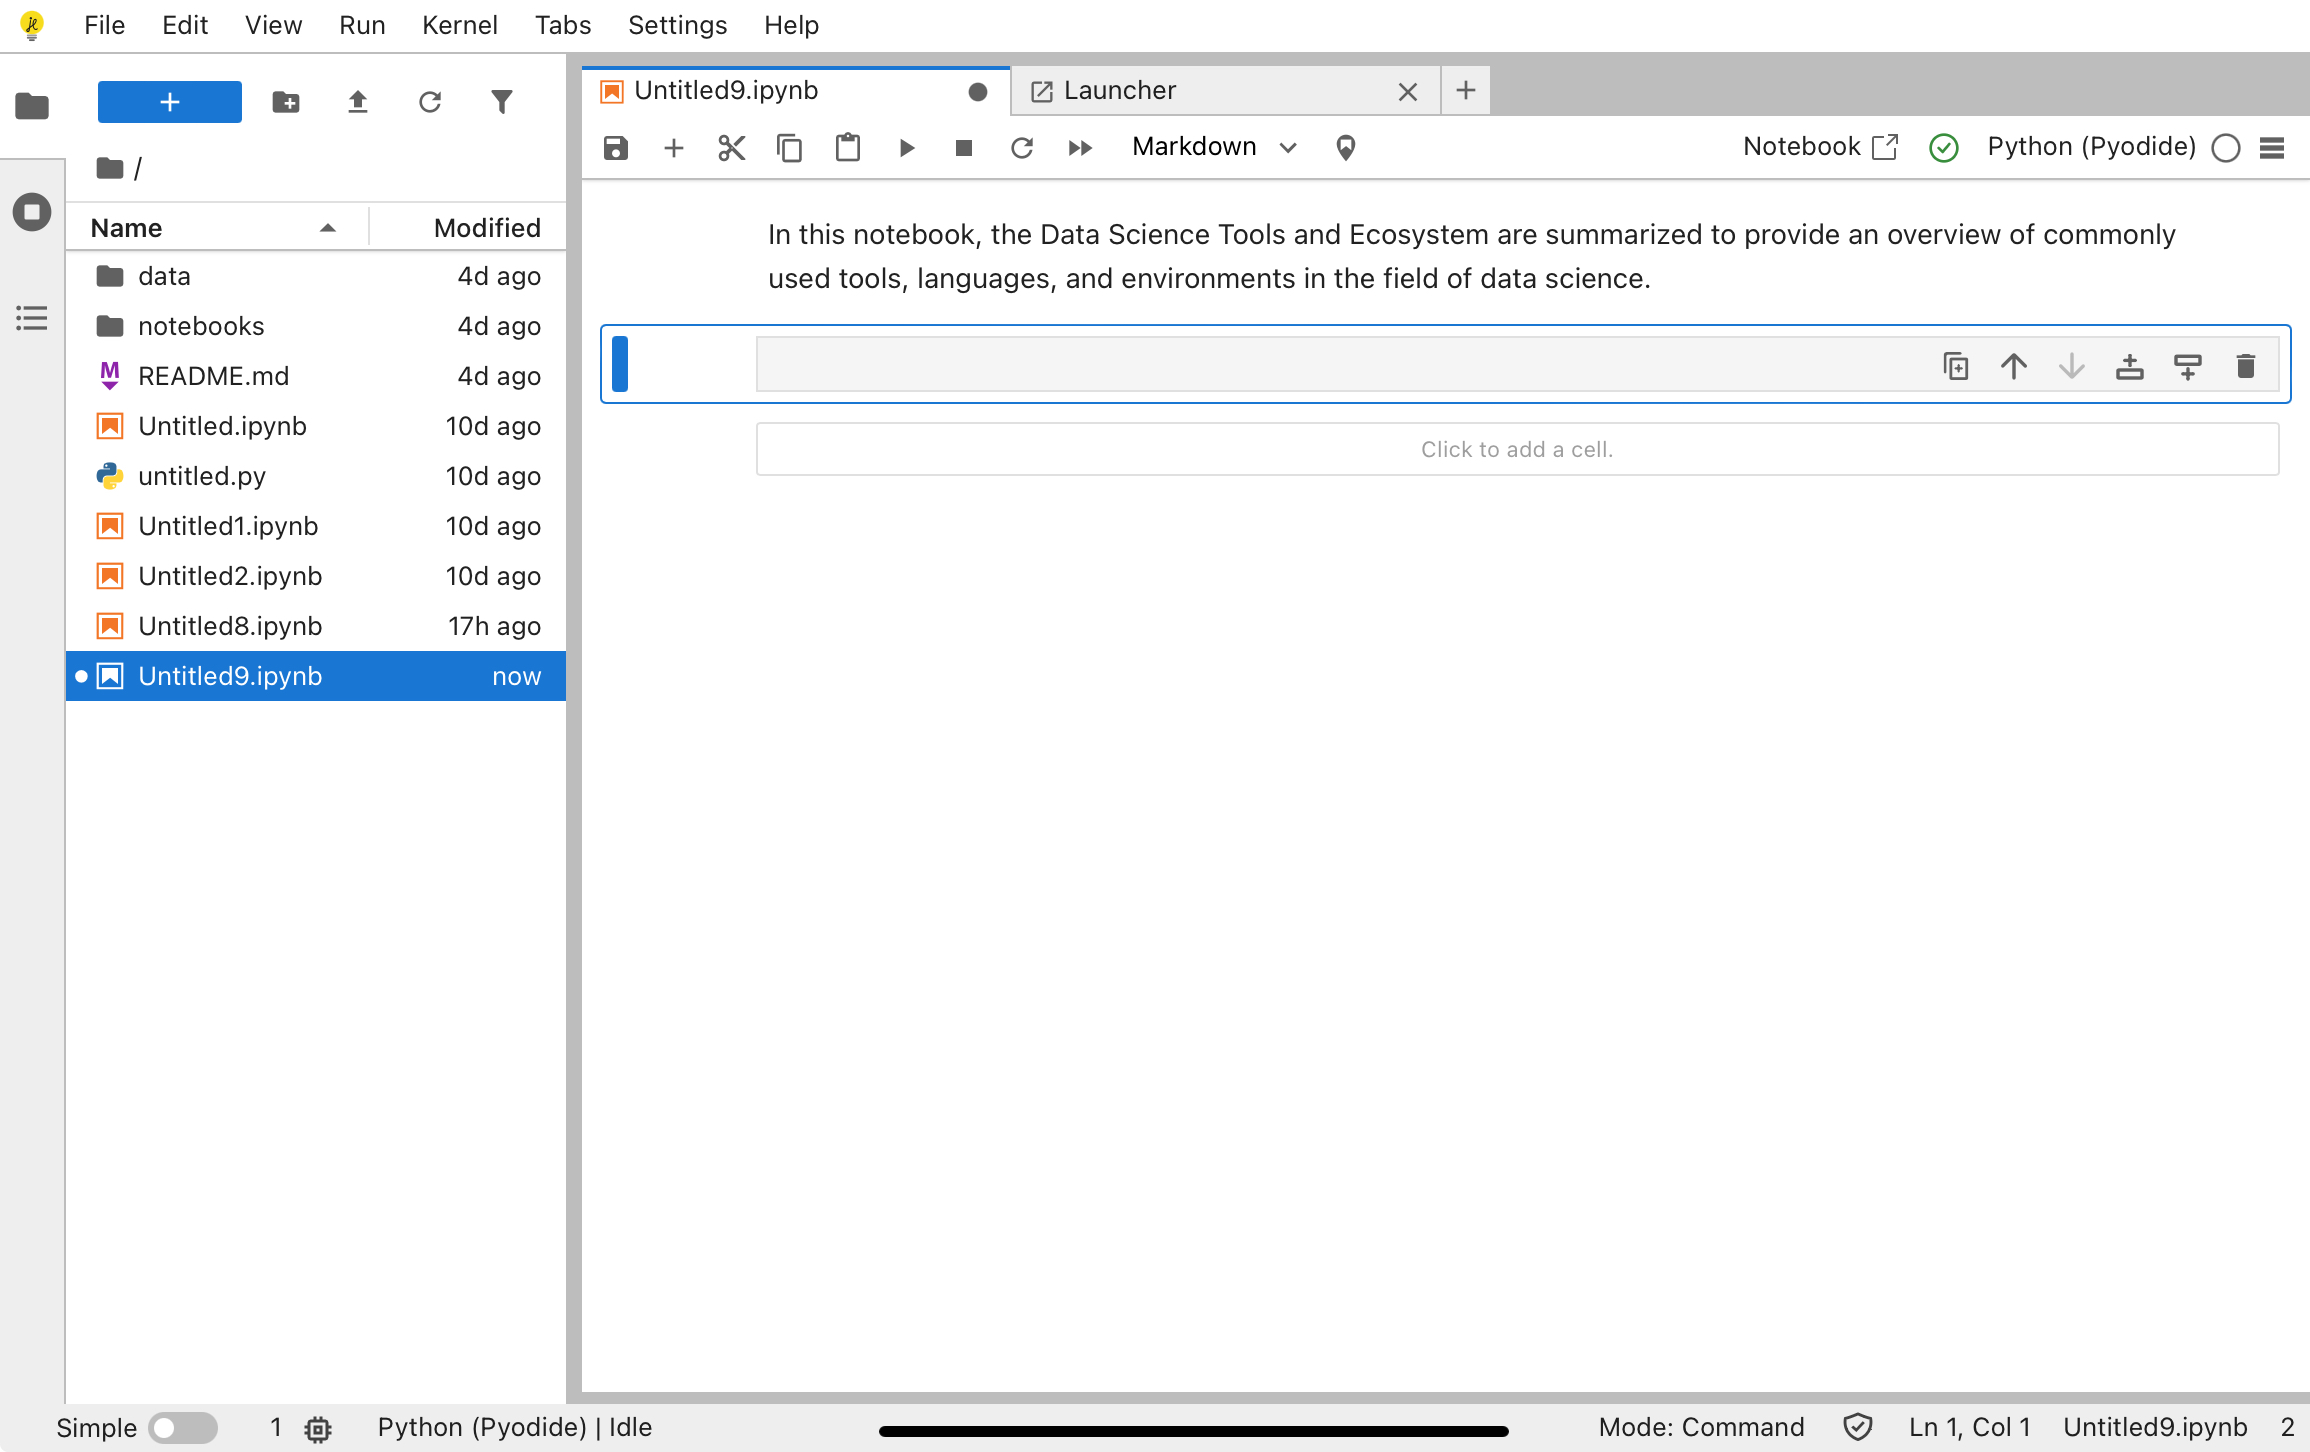 File Edit View Run Kernel Tabs Settings Help
Untitled9.ipynb Launcher
Markdown Notebook Python (Pyodide)
/
Name Modified
data 4d ago
notebooks 4d ago
README.md 4d ago
Untitled.ipynb 10d ago
untitled.py 10d ago
Untitled1.ipynb 10d ago
Untitled2.ipynb 10d ago
Untitled8.ipynb 17h ago
Untitled9.ipynb now
In this notebook, the Data Science Tools and Ecosystem are summarized to provide an overview of commonly
used tools, languages, and environments in the field of data science.
Click to add a cell.
Simple 1 Python (Pyodide) | Idle Mode: Command Ln 1, Col 1 Untitled9.ipynb 2